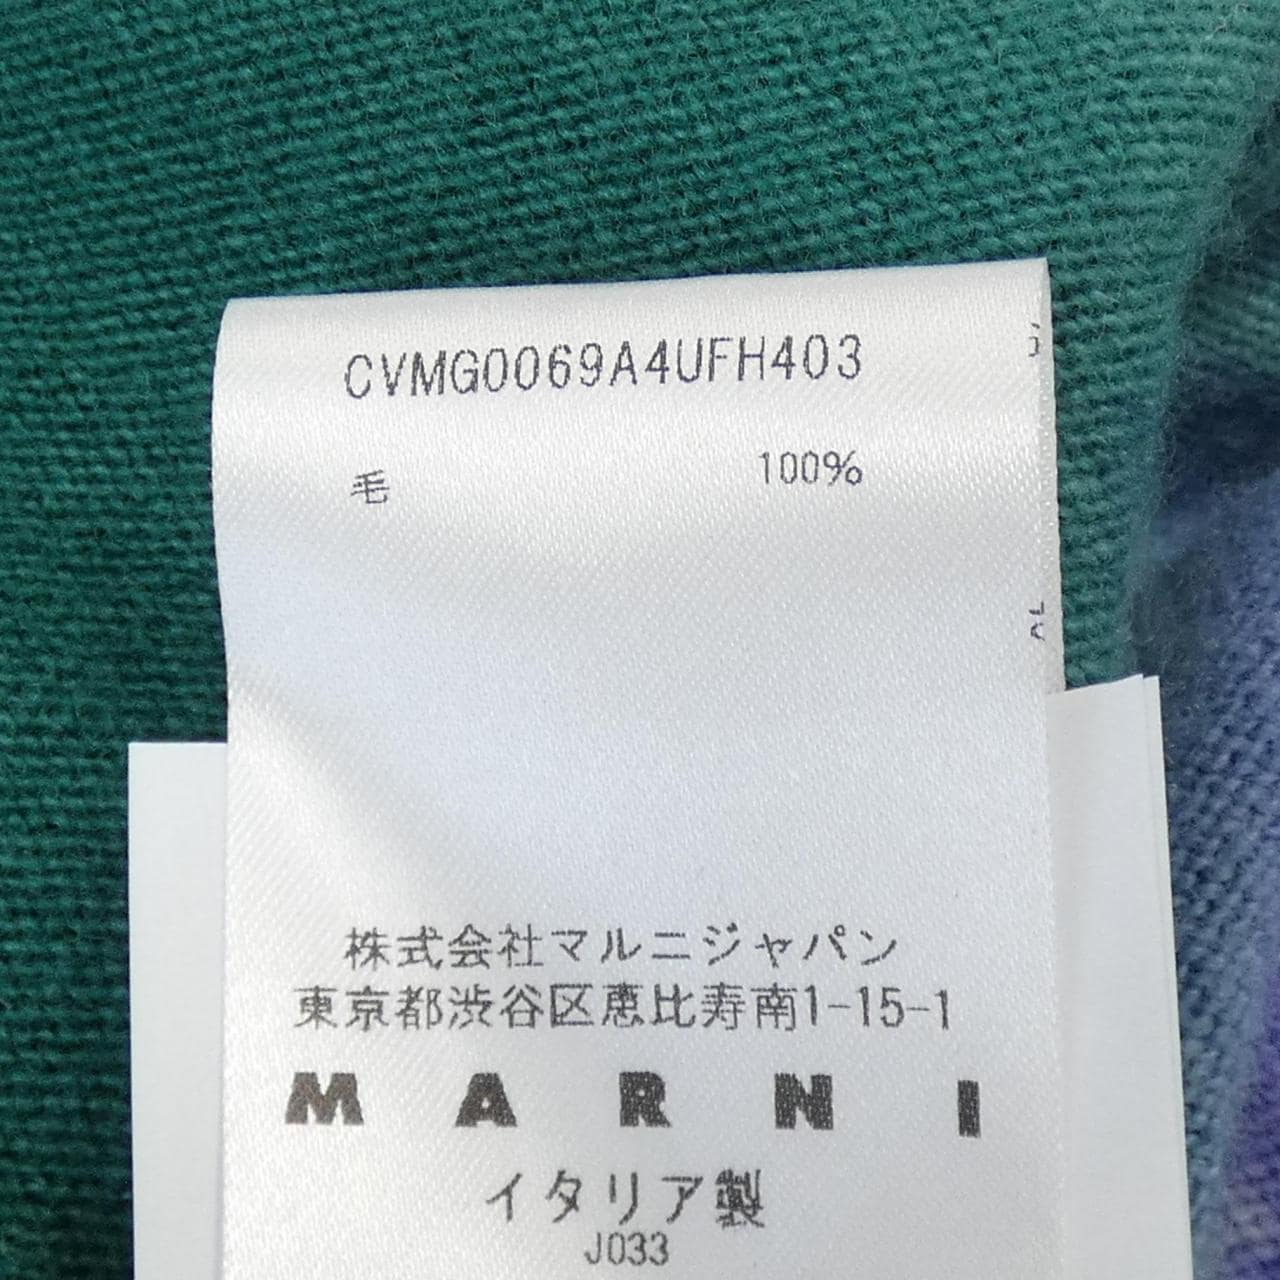 CVMG0069A4UFH403
毛 100%
株式会社マルニジャパン
東京都渋谷区恵比寿南1-15-1
MARNI
イタリア製
J033